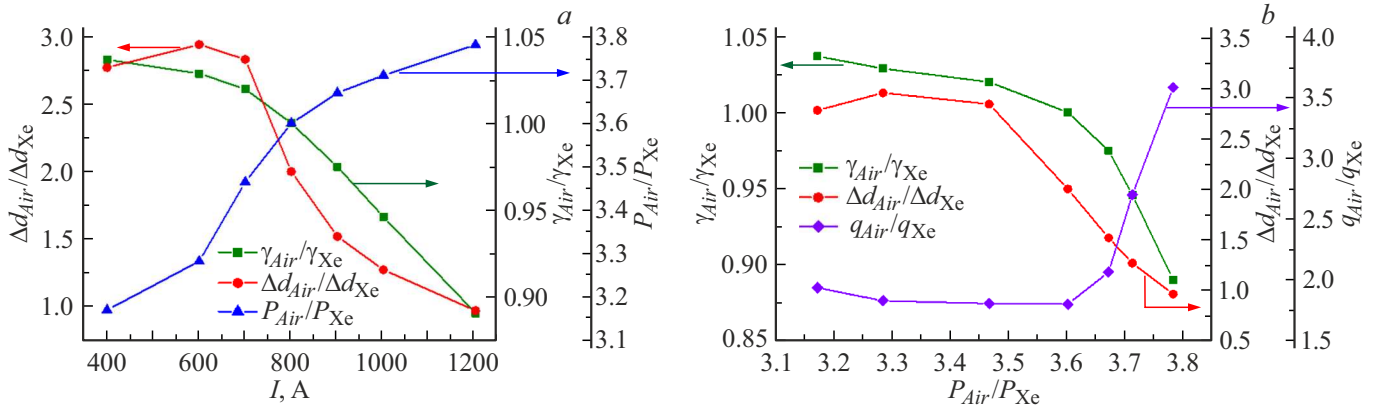 a
3.0
2.5
2.0
1.5
1.0
Δd_Air/Δd_Xe
400 600 800 1000 1200
I, A
γ_Air/γ_Xe
Δd_Air/Δd_Xe
P_Air/P_Xe
1.05
1.00
0.95
0.90
γ_Air/γ_Xe
3.8
3.7
3.6
3.5
3.4
3.3
3.2
3.1
P_Air/P_Xe
b
1.05
1.00
0.95
0.90
0.85
γ_Air/γ_Xe
3.1 3.2 3.3 3.4 3.5 3.6 3.7 3.8
P_Air/P_Xe
γ_Air/γ_Xe
Δd_Air/Δd_Xe
q_Air/q_Xe
3.5
3.0
2.5
2.0
1.5
1.0
0.5
Δd_Air/Δd_Xe
4.0
3.5
3.0
2.5
2.0
1.5
q_Air/q_Xe